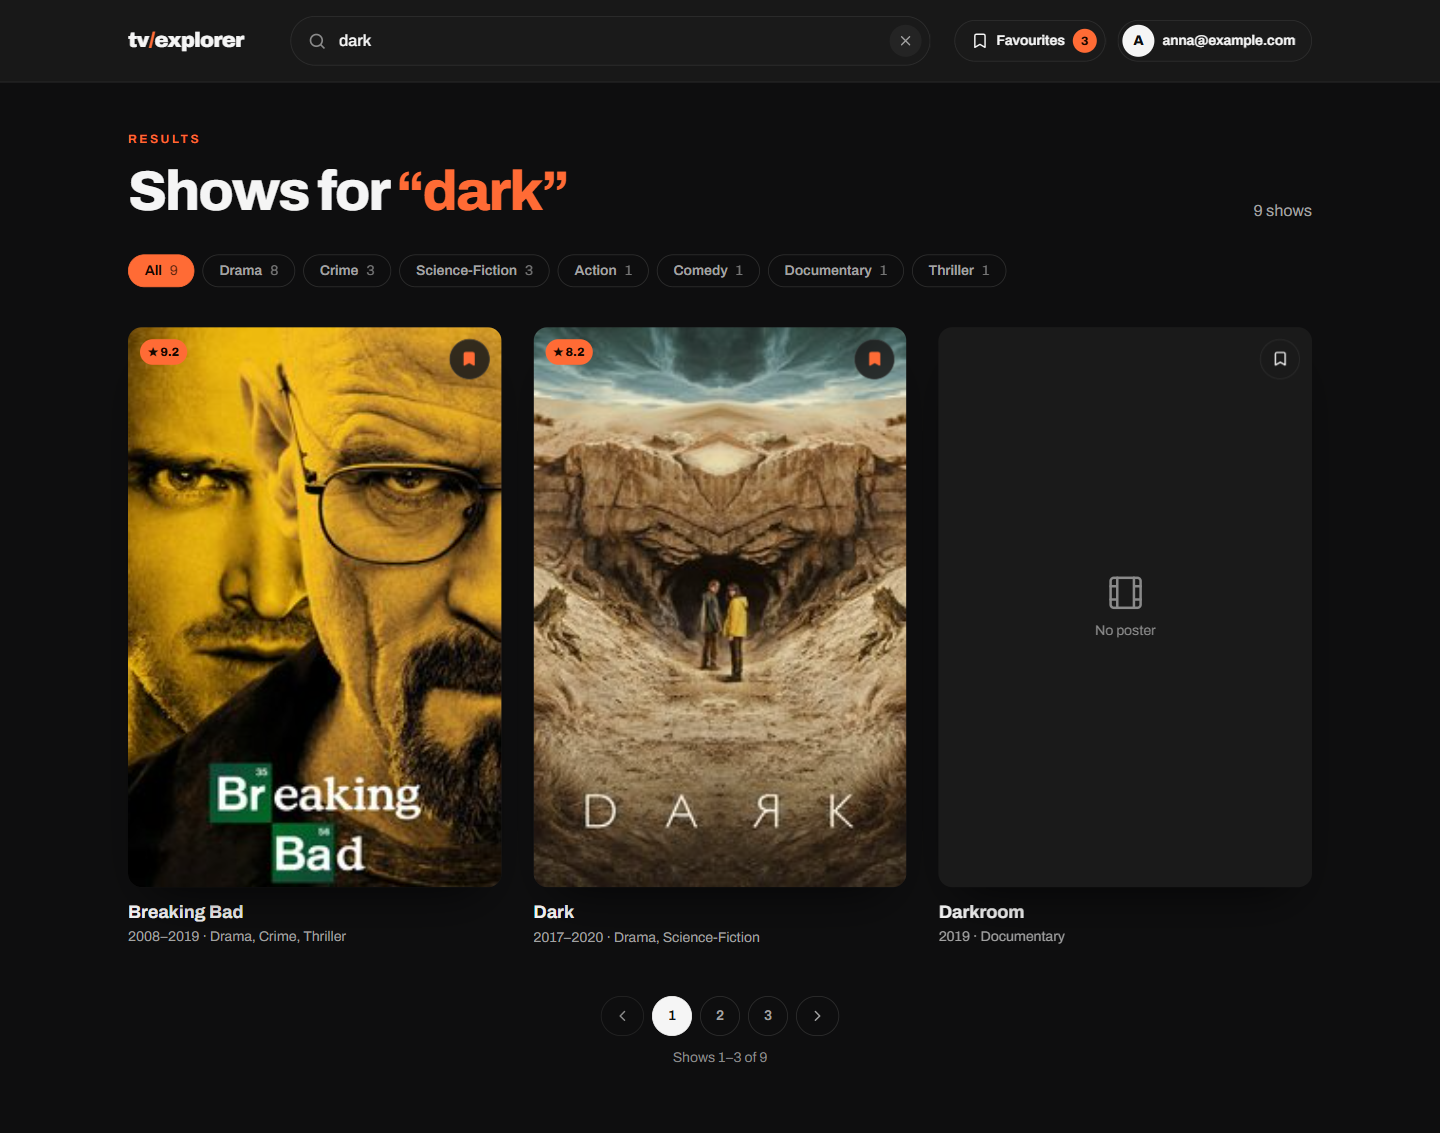 tv/explorer
dark
Favourites 3
A anna@example.com
RESULTS
Shows for “dark”
9 shows
All 9
Drama 8
Crime 3
Science-Fiction 3
Action 1
Comedy 1
Documentary 1
Thriller 1
★ 9.2
35
Breaking
56
Bad
★ 8.2
DAЯK
No poster
Breaking Bad
2008–2019 · Drama, Crime, Thriller
Dark
2017–2020 · Drama, Science-Fiction
Darkroom
2019 · Documentary
1 2 3
Shows 1–3 of 9